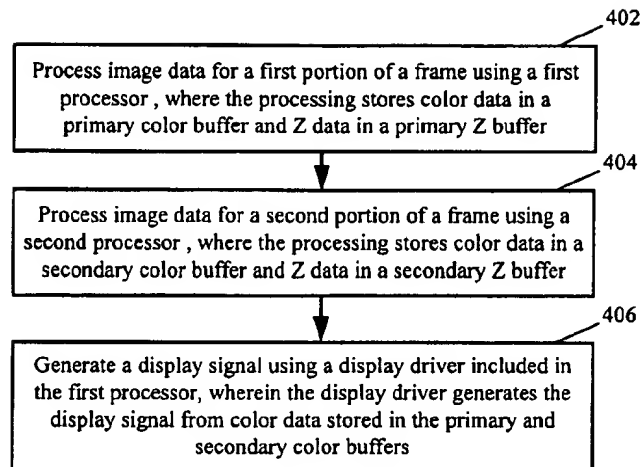 402
Process image data for a first portion of a frame using a first
processor , where the processing stores color data in a
primary color buffer and Z data in a primary Z buffer
404
Process image data for a second portion of a frame using a
second processor , where the processing stores color data in a
secondary color buffer and Z data in a secondary Z buffer
406
Generate a display signal using a display driver included in
the first processor, wherein the display driver generates the
display signal from color data stored in the primary and
secondary color buffers